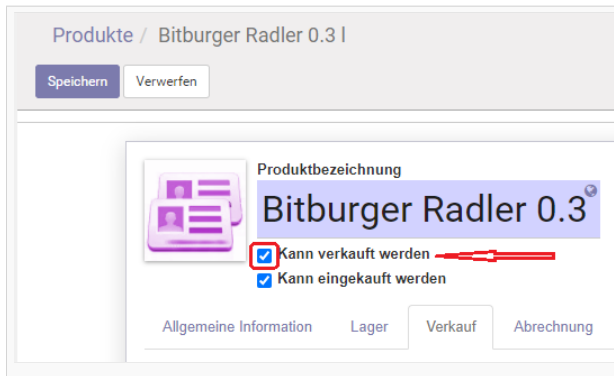 Produkte / Bitburger Radler 0.3 l
Speichern Verwerfen
Produktbezeichnung
Bitburger Radler 0.3
Kann verkauft werden
Kann eingekauft werden
Allgemeine Information Lager Verkauf Abrechnung